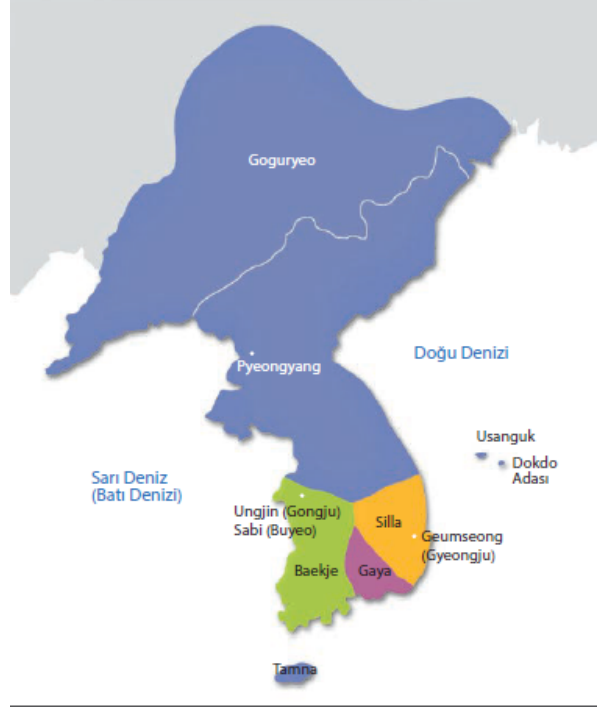 Goguryeo
Doğu Denizi
Pyeongyang
Usanguk
Dokdo
Adası
Sarı Deniz
(Batı Denizi)
Ungjin (Gongju)
Sabi (Buyeo)
Silla
Geumseong
(Gyeongju)
Baekje
Gaya
Tamna